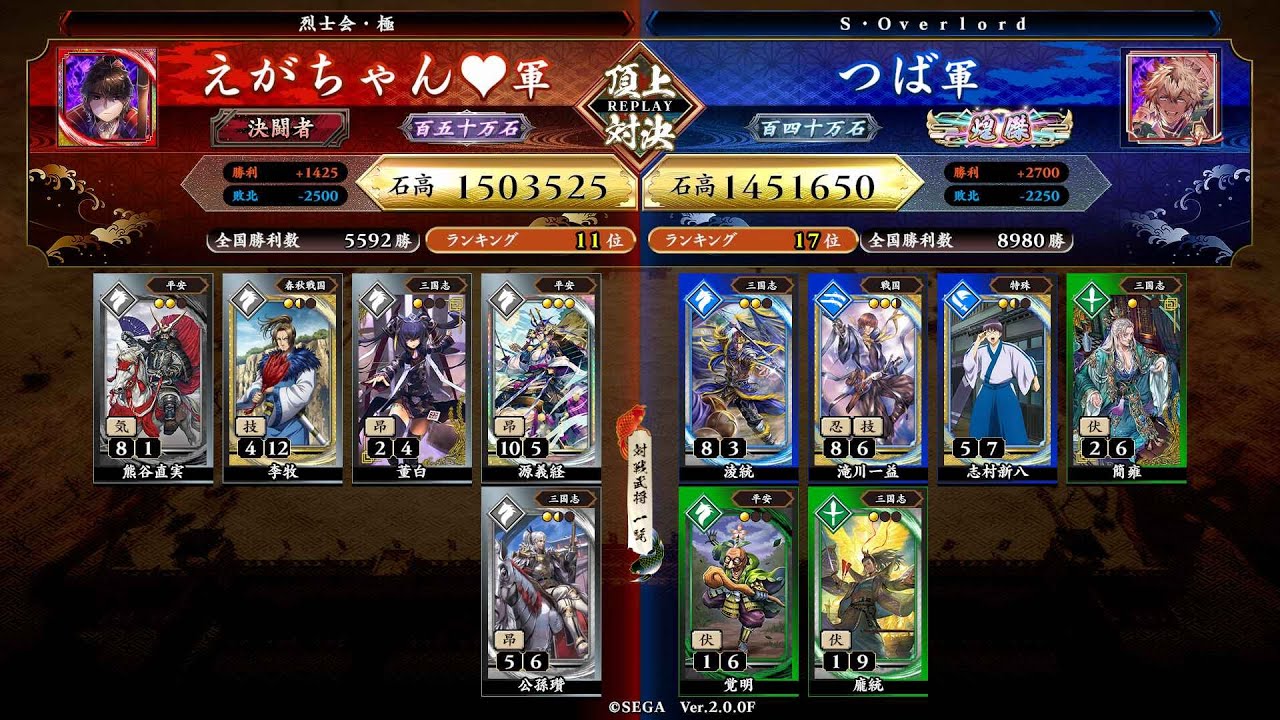 烈士会・極
S・Overlord
えがちゃん♥軍
頂上
REPLAY
対決
つば軍
決闘者
百五十万石
百四十万石
煌傑
勝利 +1425
敗北 -2500
石高 1503525
石高 1451650
勝利 +2700
敗北 -2250
全国勝利数 5592勝
ランキング 11位
ランキング 17位
全国勝利数 8980勝
平安
気
8 1
熊谷直実
春秋戦国
技
4 12
李牧
三国志
昂
2 4
董白
平安
昂
10 5
源義経
三国志
8 3
淩統
戦国
忍 技
8 6
滝川一益
特殊
5 7
志村新八
三国志
伏
2 6
簡雍
対戦武将一覧
三国志
昂
5 6
公孫瓚
平安
伏
1 6
覚明
三国志
伏
1 9
龐統
©SEGA Ver.2.0.0F